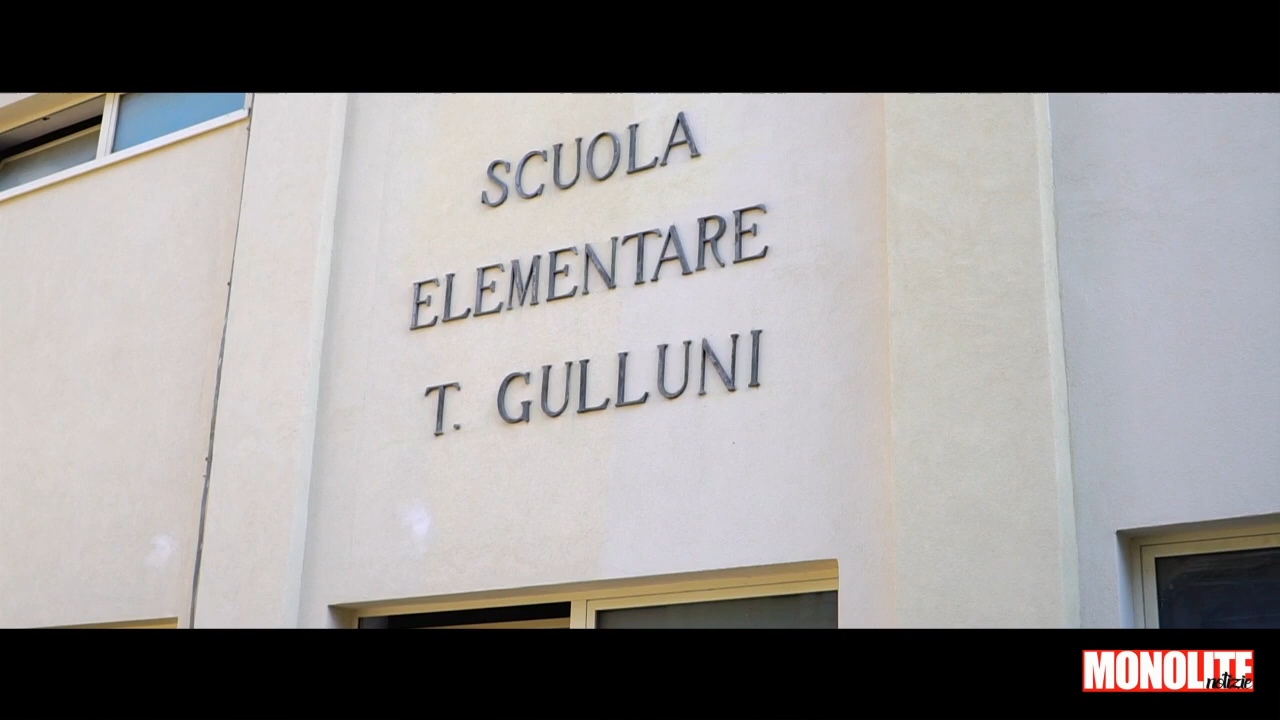 SCUOLA
ELEMENTARE
T. GULLUNI
MONOLITE
notizie